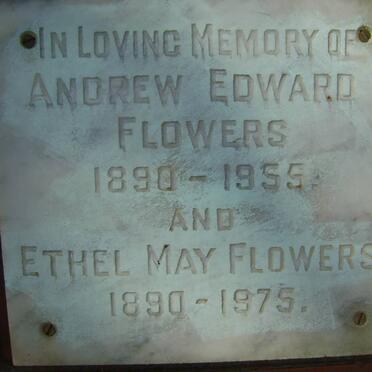 IN LOVING MEMORY OF
ANDREW EDWARD
FLOWERS
1890 - 1955.
AND
ETHEL MAY FLOWERS
1890 - 1975.